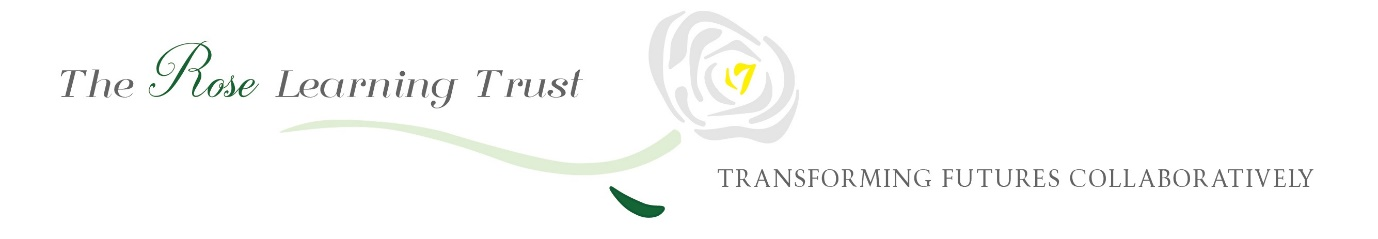 The Rose Learning Trust
TRANSFORMING FUTURES COLLABORATIVELY